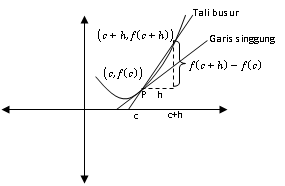 Tali busur
(c + h, f(c + h))
Garis singgung
(c, f(c))
f(c + h) − f(c)
P
h
c
c+h